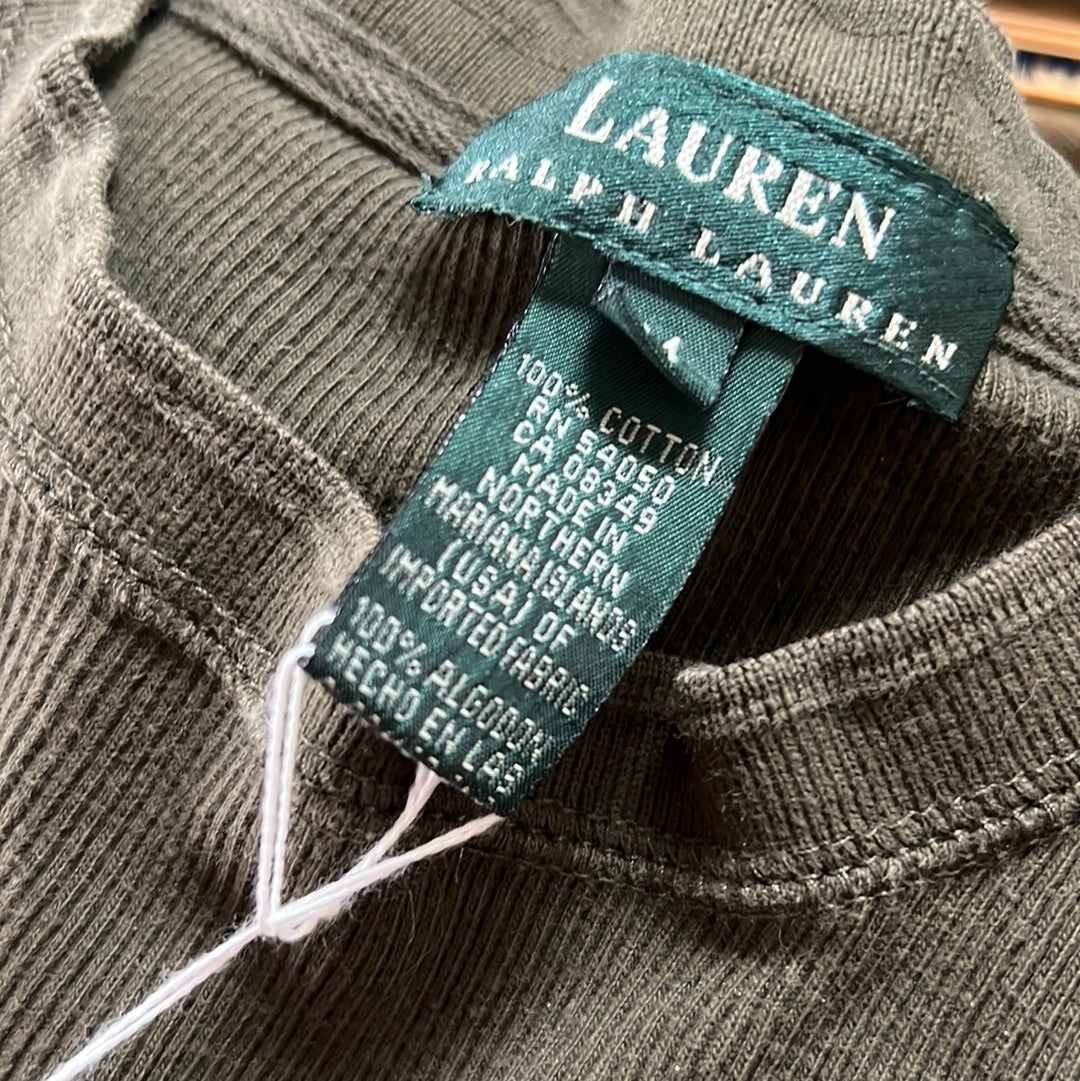 LAUREN
RALPH LAUREN
100% COTTON
RN 54050
CA 08349
MADE IN
NORTHERN
MARIANA ISLANDS
(USA) OF
IMPORTED FABRIC
100% ALGODON
HECHO EN LAS